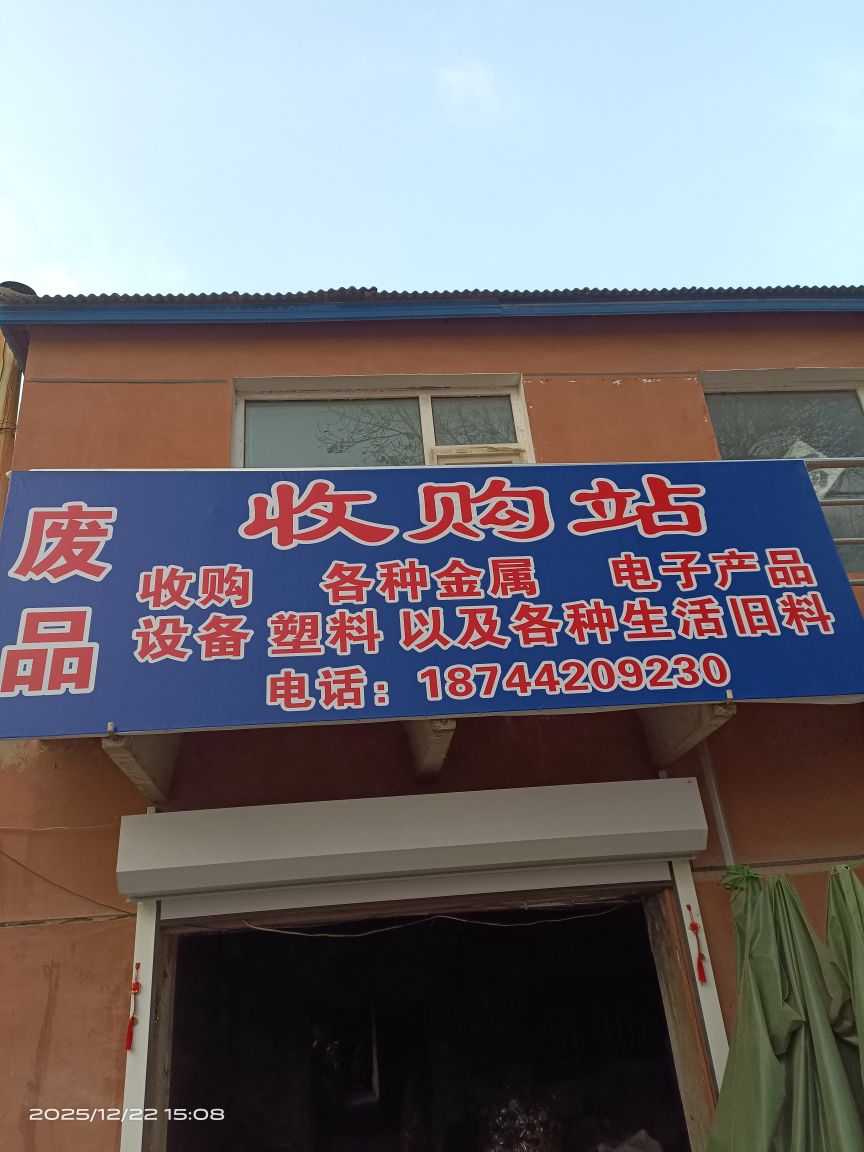 废品
收购站
收购 各种金属 电子产品
设备 塑料 以及各种生活旧料
电话：18744209230
2025/12/22 15:08